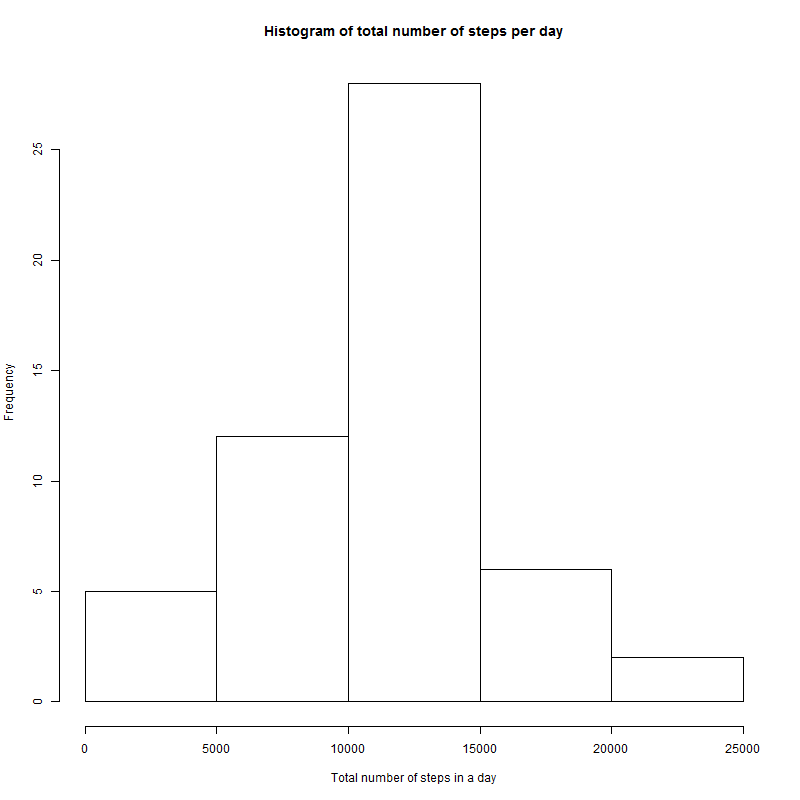 Histogram of total number of steps per day
Frequency
25
20
15
10
5
0
0 5000 10000 15000 20000 25000
Total number of steps in a day